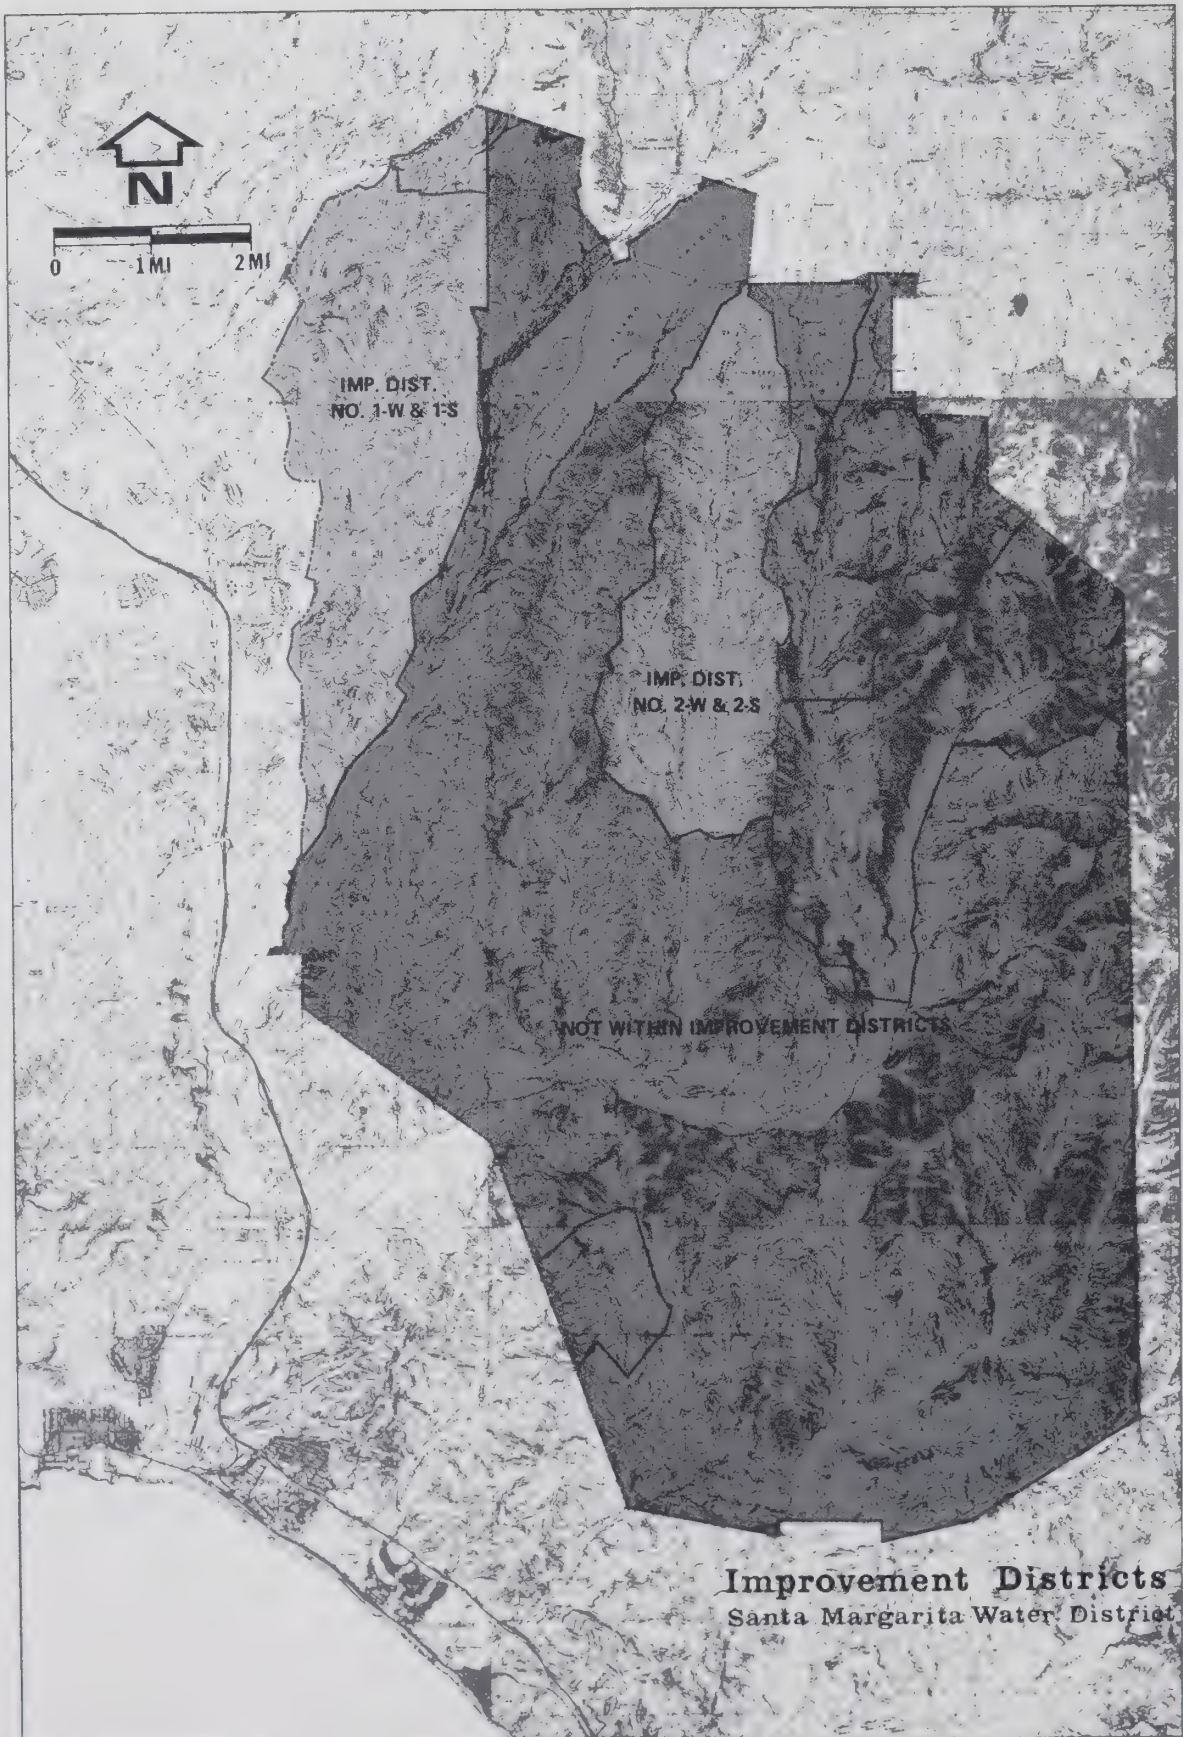 N
0 1 MI 2 MI
IMP. DIST.
NO. 1-W & 1-S
IMP. DIST.
NO. 2-W & 2-S
NOT WITHIN IMPROVEMENT DISTRICTS
Improvement Districts
Santa Margarita Water District